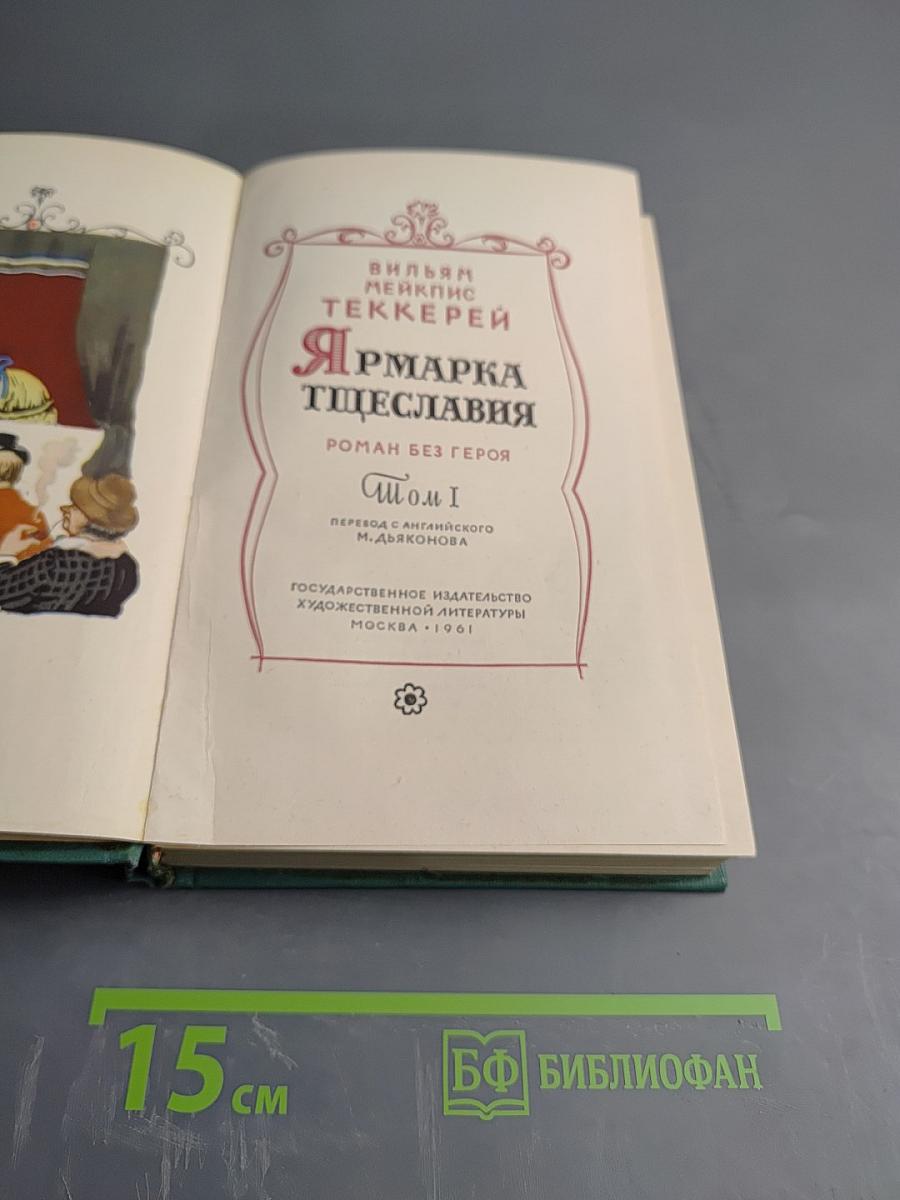 ВИЛЬЯМ
МЕЙКПИС
ТЕККЕРЕЙ
ЯРМАРКА
ТЩЕСЛАВИЯ
РОМАН БЕЗ ГЕРОЯ
Том I
ПЕРЕВОД С АНГЛИЙСКОГО
М. ДЬЯКОНОВА
ГОСУДАРСТВЕННОЕ ИЗДАТЕЛЬСТВО
ХУДОЖЕСТВЕННОЙ ЛИТЕРАТУРЫ
МОСКВА • 1961
15 см
БФ БИБЛИОФАН